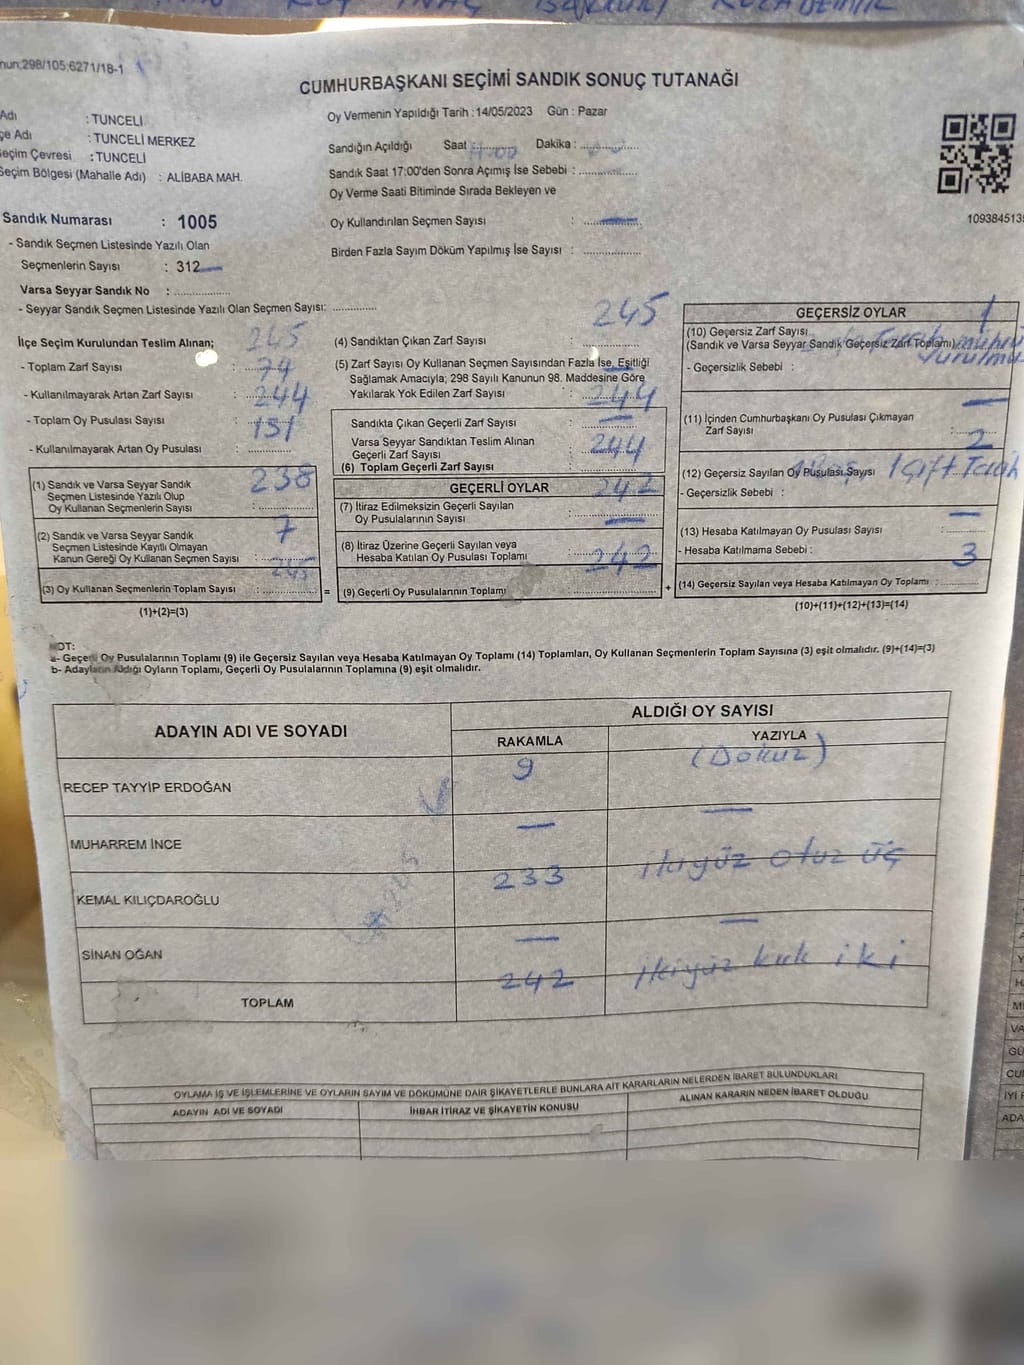 298/105;6271/18-1
CUMHURBAŞKANI SEÇİMİ SANDIK SONUÇ TUTANAĞI
Adı : TUNCELİ
çe Adı : TUNCELİ MERKEZ
eçim Çevresi : TUNCELİ
Seçim Bölgesi (Mahalle Adı) : ALİBABA MAH.
Oy Vermenin Yapıldığı Tarih : 14/05/2023 Gün : Pazar
Sandığın Açıldığı Saat : Dakika :
Sandık Saat 17:00'den Sonra Açımış İse Sebebi :
Oy Verme Saati Bitiminde Sırada Bekleyen ve
Oy Kullandırılan Seçmen Sayısı : —
Birden Fazla Sayım Döküm Yapılmış İse Sayısı :
109384513
Sandık Numarası : 1005
- Sandık Seçmen Listesinde Yazılı Olan
Seçmenlerin Sayısı : 312
Varsa Seyyar Sandık No :
- Seyyar Sandık Seçmen Listesinde Yazılı Olan Seçmen Sayısı:
İlçe Seçim Kurulundan Teslim Alınan; 245
- Toplam Zarf Sayısı : 74
- Kullanılmayarak Artan Zarf Sayısı : 244
- Toplam Oy Pusulası Sayısı : 151
- Kullanılmayarak Artan Oy Pusulası :
(1) Sandık ve Varsa Seyyar Sandık 238
Seçmen Listesinde Yazılı Olup
Oy Kullanan Seçmenlerin Sayısı :
(2) Sandık ve Varsa Seyyar Sandık 7
Seçmen Listesinde Kayıtlı Olmayan
Kanun Gereği Oy Kullanan Seçmen Sayısı : 245
(3) Oy Kullanan Seçmenlerin Toplam Sayısı :
(1)+(2)=(3)
245
(4) Sandıktan Çıkan Zarf Sayısı :
(5) Zarf Sayısı Oy Kullanan Seçmen Sayısından Fazla İse, Eşitliği
Sağlamak Amacıyla; 298 Sayılı Kanunun 98. Maddesine Göre
Yakılarak Yok Edilen Zarf Sayısı : 244
Sandıkta Çıkan Geçerli Zarf Sayısı : —
Varsa Seyyar Sandıktan Teslim Alınan
Geçerli Zarf Sayısı : 244
(6) Toplam Geçerli Zarf Sayısı :
GEÇERLİ OYLAR 242
(7) İtiraz Edilmeksizin Geçerli Sayılan
Oy Pusulalarının Sayısı : —
(8) İtiraz Üzerine Geçerli Sayılan veya
Hesaba Katılan Oy Pusulası Toplamı : 242
= (9) Geçerli Oy Pusulalarının Toplamı :
GEÇERSİZ OYLAR 1
(10) Geçersiz Zarf Sayısı
(Sandık ve Varsa Seyyar Sandık Geçersiz Zarf Toplamı)
- Geçersizlik Sebebi :
(11) İçinden Cumhurbaşkanı Oy Pusulası Çıkmayan —
Zarf Sayısı : 2
(12) Geçersiz Sayılan Oy Pusulası Sayısı 1 Çift
- Geçersizlik Sebebi :
(13) Hesaba Katılmayan Oy Pusulası Sayısı : —
- Hesaba Katılmama Sebebi : 3
+ (14) Geçersiz Sayılan veya Hesaba Katılmayan Oy Toplamı :
(10)+(11)+(12)+(13)=(14)
NOT:
a- Geçerli Oy Pusulalarının Toplamı (9) ile Geçersiz Sayılan veya Hesaba Katılmayan Oy Toplamı (14) Toplamları, Oy Kullanan Seçmenlerin Toplam Sayısına (3) eşit olmalıdır. (9)+(14)=(3)
b- Adayların Aldığı Oyların Toplamı, Geçerli Oy Pusulalarının Toplamına (9) eşit olmalıdır.
ADAYIN ADI VE SOYADI
ALDIĞI OY SAYISI
RAKAMLA YAZIYLA
RECEP TAYYİP ERDOĞAN 9 (Dokuz)
MUHARREM İNCE — —
KEMAL KILIÇDAROĞLU 233 ikiyüz otuz üç
SİNAN OĞAN — —
TOPLAM 242 ikiyüz kırk iki
OYLAMA İŞ VE İŞLEMLERİNE VE OYLARIN SAYIM VE DÖKÜMÜNE DAİR ŞİKAYETLERLE BUNLARA AİT KARARLARIN NELERDEN İBARET BULUNDUKLARI
ADAYIN ADI VE SOYADI İHBAR İTİRAZ VE ŞİKAYETİN KONUSU ALINAN KARARIN NEDEN İBARET OLDUĞU